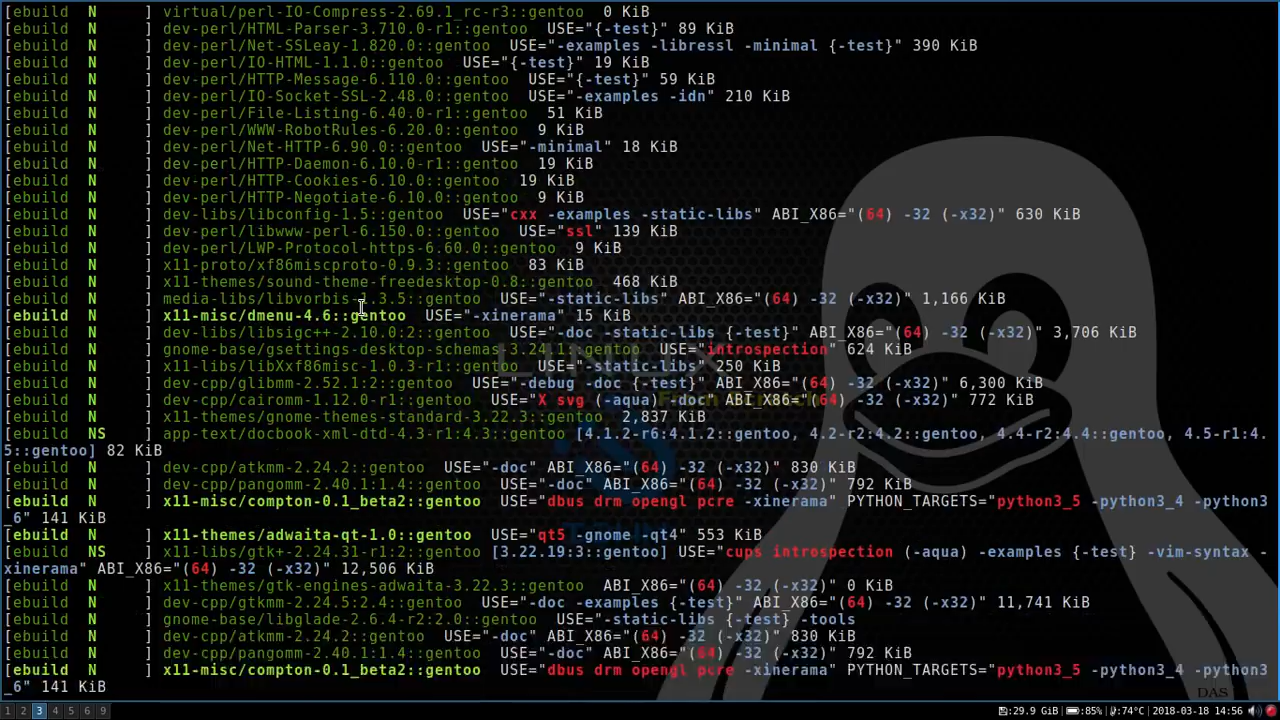 [ebuild  N     ] virtual/perl-IO-Compress-2.69.1_rc-r3::gentoo  0 KiB
[ebuild  N     ] dev-perl/HTML-Parser-3.710.0-r1::gentoo  USE="{-test}" 89 KiB
[ebuild  N     ] dev-perl/Net-SSLeay-1.820.0::gentoo  USE="-examples -libressl -minimal {-test}" 390 KiB
[ebuild  N     ] dev-perl/IO-HTML-1.1.0::gentoo  USE="{-test}" 19 KiB
[ebuild  N     ] dev-perl/HTTP-Message-6.110.0::gentoo  USE="{-test}" 59 KiB
[ebuild  N     ] dev-perl/IO-Socket-SSL-2.48.0::gentoo  USE="-examples -idn" 210 KiB
[ebuild  N     ] dev-perl/File-Listing-6.40.0-r1::gentoo  51 KiB
[ebuild  N     ] dev-perl/WWW-RobotRules-6.20.0::gentoo  9 KiB
[ebuild  N     ] dev-perl/Net-HTTP-6.90.0::gentoo  USE="-minimal" 18 KiB
[ebuild  N     ] dev-perl/HTTP-Daemon-6.10.0-r1::gentoo  19 KiB
[ebuild  N     ] dev-perl/HTTP-Cookies-6.10.0::gentoo  19 KiB
[ebuild  N     ] dev-perl/HTTP-Negotiate-6.10.0::gentoo  9 KiB
[ebuild  N     ] dev-libs/libconfig-1.5::gentoo  USE="cxx -examples -static-libs" ABI_X86="(64) -32 (-x32)" 630 KiB
[ebuild  N     ] dev-perl/libwww-perl-6.150.0::gentoo  USE="ssl" 139 KiB
[ebuild  N     ] dev-perl/LWP-Protocol-https-6.60.0::gentoo  9 KiB
[ebuild  N     ] x11-proto/xf86miscproto-0.9.3::gentoo  83 KiB
[ebuild  N     ] x11-themes/sound-theme-freedesktop-0.8::gentoo  468 KiB
[ebuild  N     ] media-libs/libvorbis-1.3.5::gentoo  USE="-static-libs" ABI_X86="(64) -32 (-x32)" 1,166 KiB
[ebuild  N     ] x11-misc/dmenu-4.6::gentoo  USE="-xinerama" 15 KiB
[ebuild  N     ] dev-libs/libsigc++-2.10.0:2::gentoo  USE="-doc -static-libs {-test}" ABI_X86="(64) -32 (-x32)" 3,706 KiB
[ebuild  N     ] gnome-base/gsettings-desktop-schemas-3.24.1::gentoo  USE="introspection" 624 KiB
[ebuild  N     ] x11-libs/libXxf86misc-1.0.3-r1::gentoo  USE="-static-libs" 250 KiB
[ebuild  N     ] dev-cpp/glibmm-2.52.1:2::gentoo  USE="-debug -doc {-test}" ABI_X86="(64) -32 (-x32)" 6,300 KiB
[ebuild  N     ] dev-cpp/cairomm-1.12.0-r1::gentoo  USE="X svg (-aqua) -doc" ABI_X86="(64) -32 (-x32)" 772 KiB
[ebuild  N     ] x11-themes/gnome-themes-standard-3.22.3::gentoo  2,837 KiB
[ebuild  NS    ] app-text/docbook-xml-dtd-4.3-r1:4.3::gentoo [4.1.2-r6:4.1.2::gentoo, 4.2-r2:4.2::gentoo, 4.4-r2:4.4::gentoo, 4.5-r1:4.
5::gentoo] 82 KiB
[ebuild  N     ] dev-cpp/atkmm-2.24.2::gentoo  USE="-doc" ABI_X86="(64) -32 (-x32)" 830 KiB
[ebuild  N     ] dev-cpp/pangomm-2.40.1:1.4::gentoo  USE="-doc" ABI_X86="(64) -32 (-x32)" 792 KiB
[ebuild  N     ] x11-misc/compton-0.1_beta2::gentoo  USE="dbus drm opengl pcre -xinerama" PYTHON_TARGETS="python3_5 -python3_4 -python3
_6" 141 KiB
[ebuild  N     ] x11-themes/adwaita-qt-1.0::gentoo  USE="qt5 -gnome -qt4" 553 KiB
[ebuild  NS    ] x11-libs/gtk+-2.24.31-r1:2::gentoo [3.22.19:3::gentoo] USE="cups introspection (-aqua) -examples {-test} -vim-syntax -
xinerama" ABI_X86="(64) -32 (-x32)" 12,506 KiB
[ebuild  N     ] x11-themes/gtk-engines-adwaita-3.22.3::gentoo  ABI_X86="(64) -32 (-x32)" 0 KiB
[ebuild  N     ] dev-cpp/gtkmm-2.24.5:2.4::gentoo  USE="-doc -examples {-test}" ABI_X86="(64) -32 (-x32)" 11,741 KiB
[ebuild  N     ] gnome-base/libglade-2.6.4-r2:2.0::gentoo  USE="-static-libs {-test} -tools
[ebuild  N     ] dev-cpp/atkmm-2.24.2::gentoo  USE="-doc" ABI_X86="(64) -32 (-x32)" 830 KiB
[ebuild  N     ] dev-cpp/pangomm-2.40.1:1.4::gentoo  USE="-doc" ABI_X86="(64) -32 (-x32)" 792 KiB
[ebuild  N     ] x11-misc/compton-0.1_beta2::gentoo  USE="dbus drm opengl pcre -xinerama" PYTHON_TARGETS="python3_5 -python3_4 -python3
_6" 141 KiB
DAS
1 2 3 4 5 6 9
:29.9 GiB :85% :74°C 2018-03-18 14:56